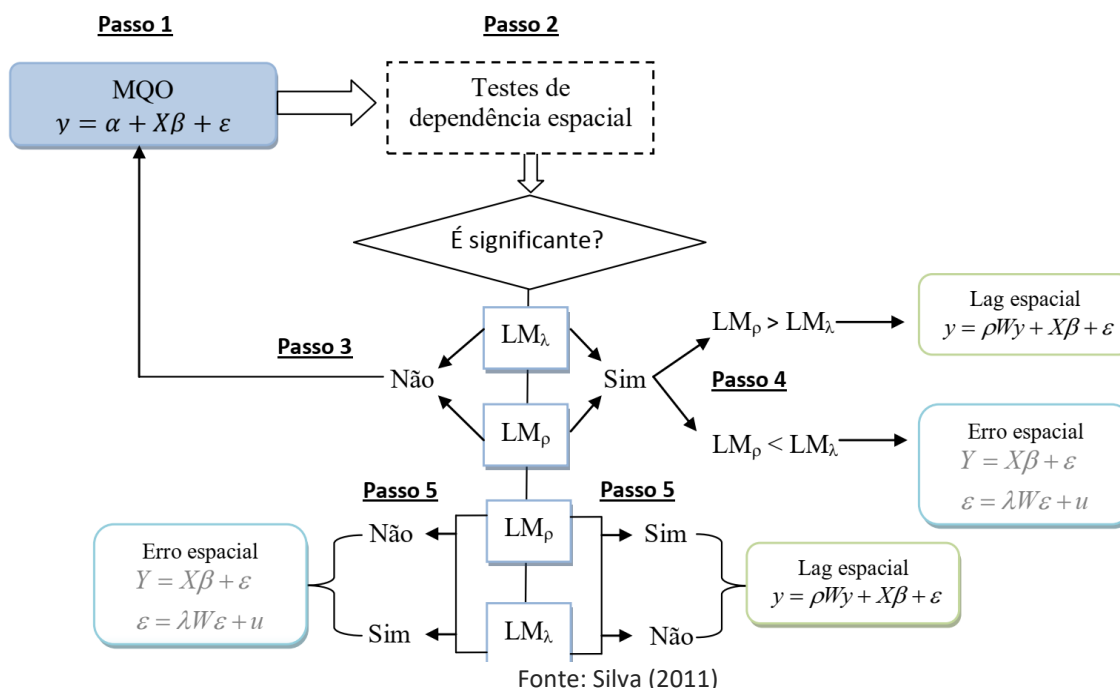 Passo 1
Passo 2
MQO
y = α + Xβ + ε
Testes de
dependência espacial
É significante?
LMλ
LMρ
Passo 3
Não
Sim
LMρ > LMλ
Passo 4
LMρ < LMλ
Lag espacial
y = ρWy + Xβ + ε
Erro espacial
Y = Xβ + ε
ε = λWε + u
Passo 5
Passo 5
LMρ
Não
Sim
LMλ
Sim
Não
Erro espacial
Y = Xβ + ε
ε = λWε + u
Lag espacial
y = ρWy + Xβ + ε
Fonte: Silva (2011)